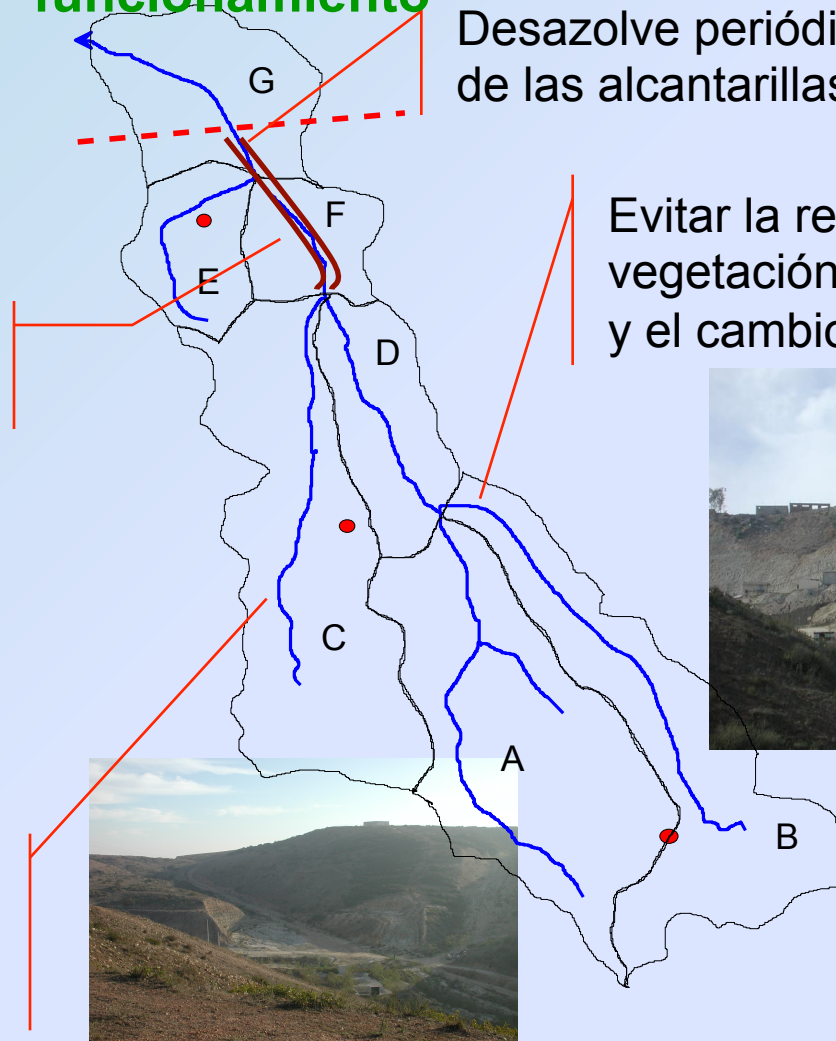 funcionamiento
Desazolve periódi
de las alcantarillas
G
Evitar la re
vegetación
y el cambio
F
E
D
C
A
B